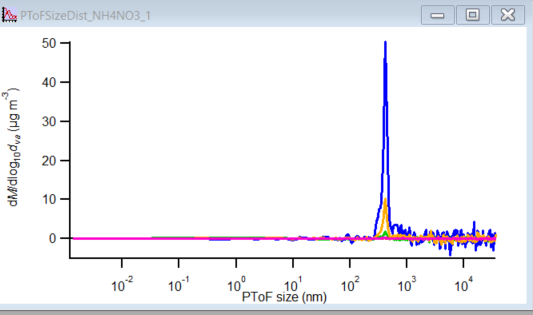 PToFSizeDist_NH4NO3_1
50
40
30
20
10
0
dM/dlog₁₀dᵥₐ (µg m⁻³)
10⁻² 10⁻¹ 10⁰ 10¹ 10² 10³ 10⁴
PToF size (nm)